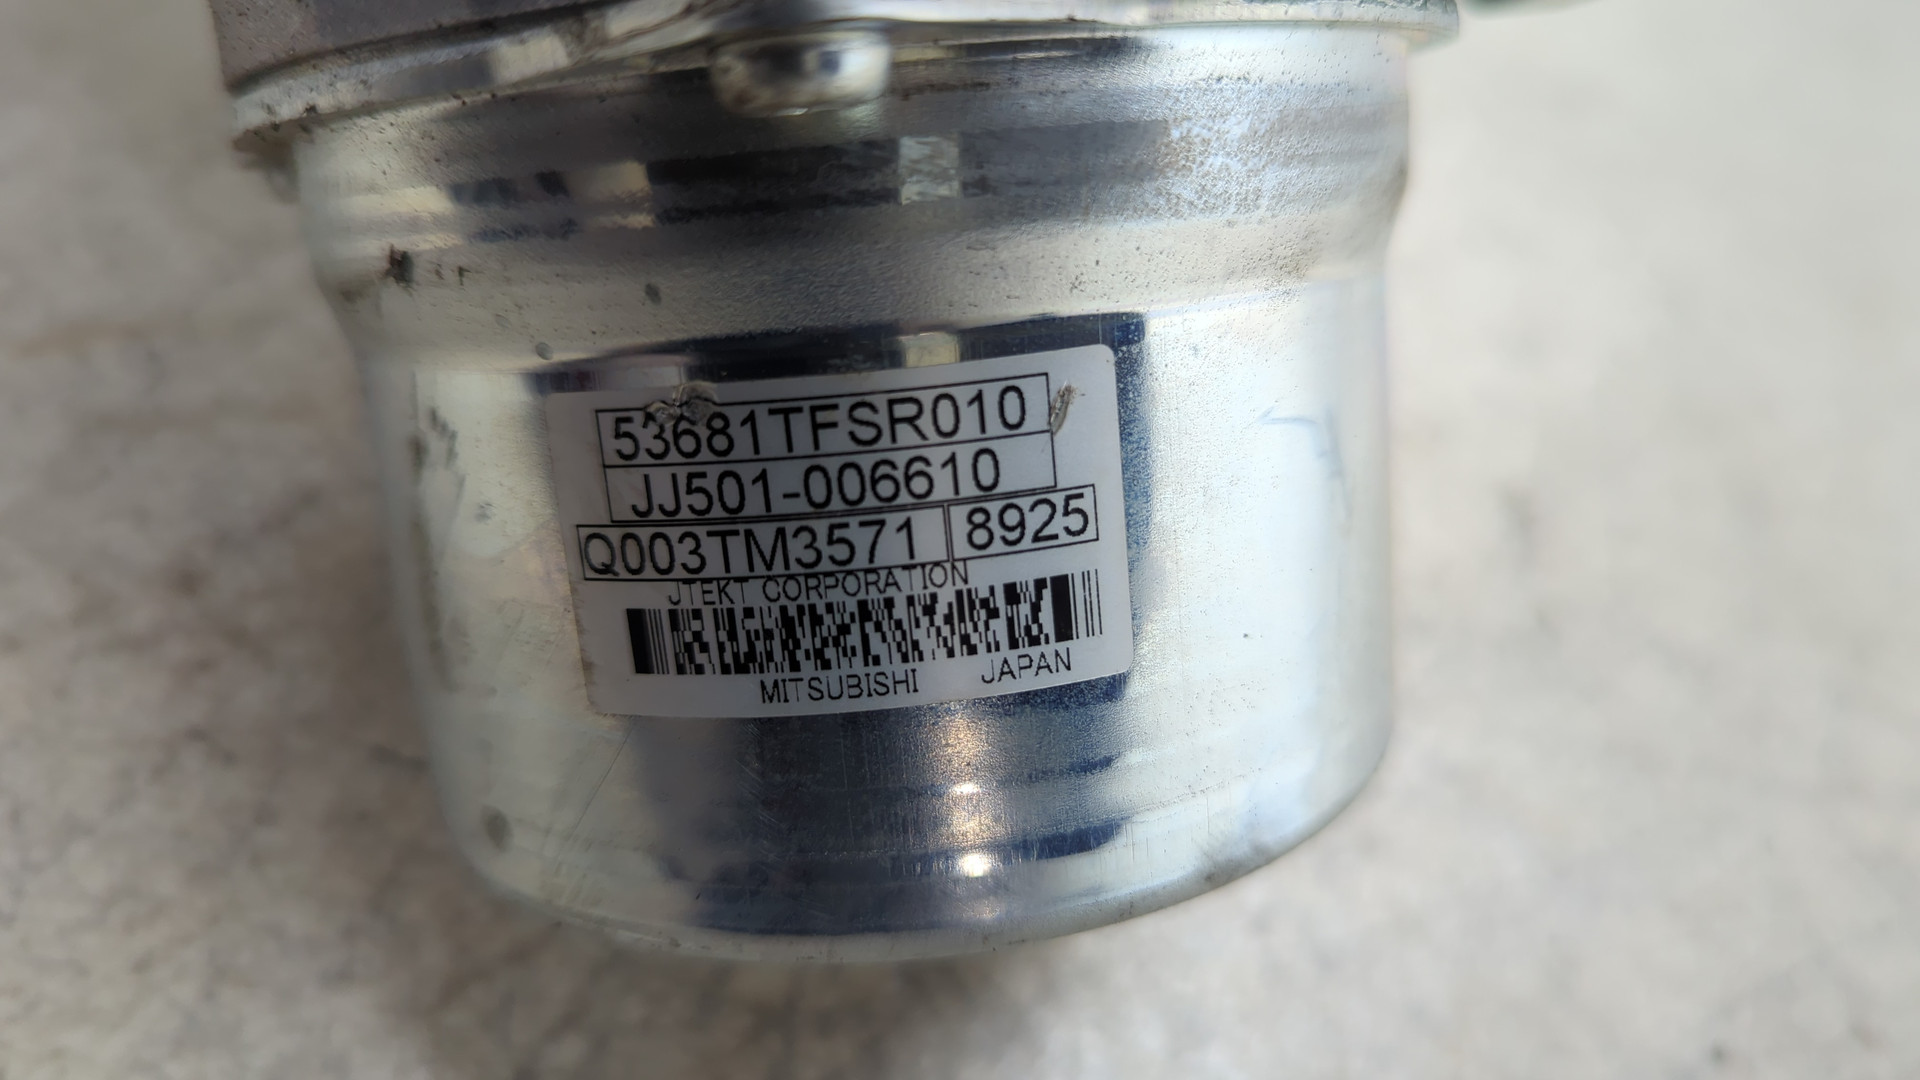 53681TFSR010
JJ501-006610
Q003TM3571 8925
JTEKT CORPORATION
MITSUBISHI JAPAN